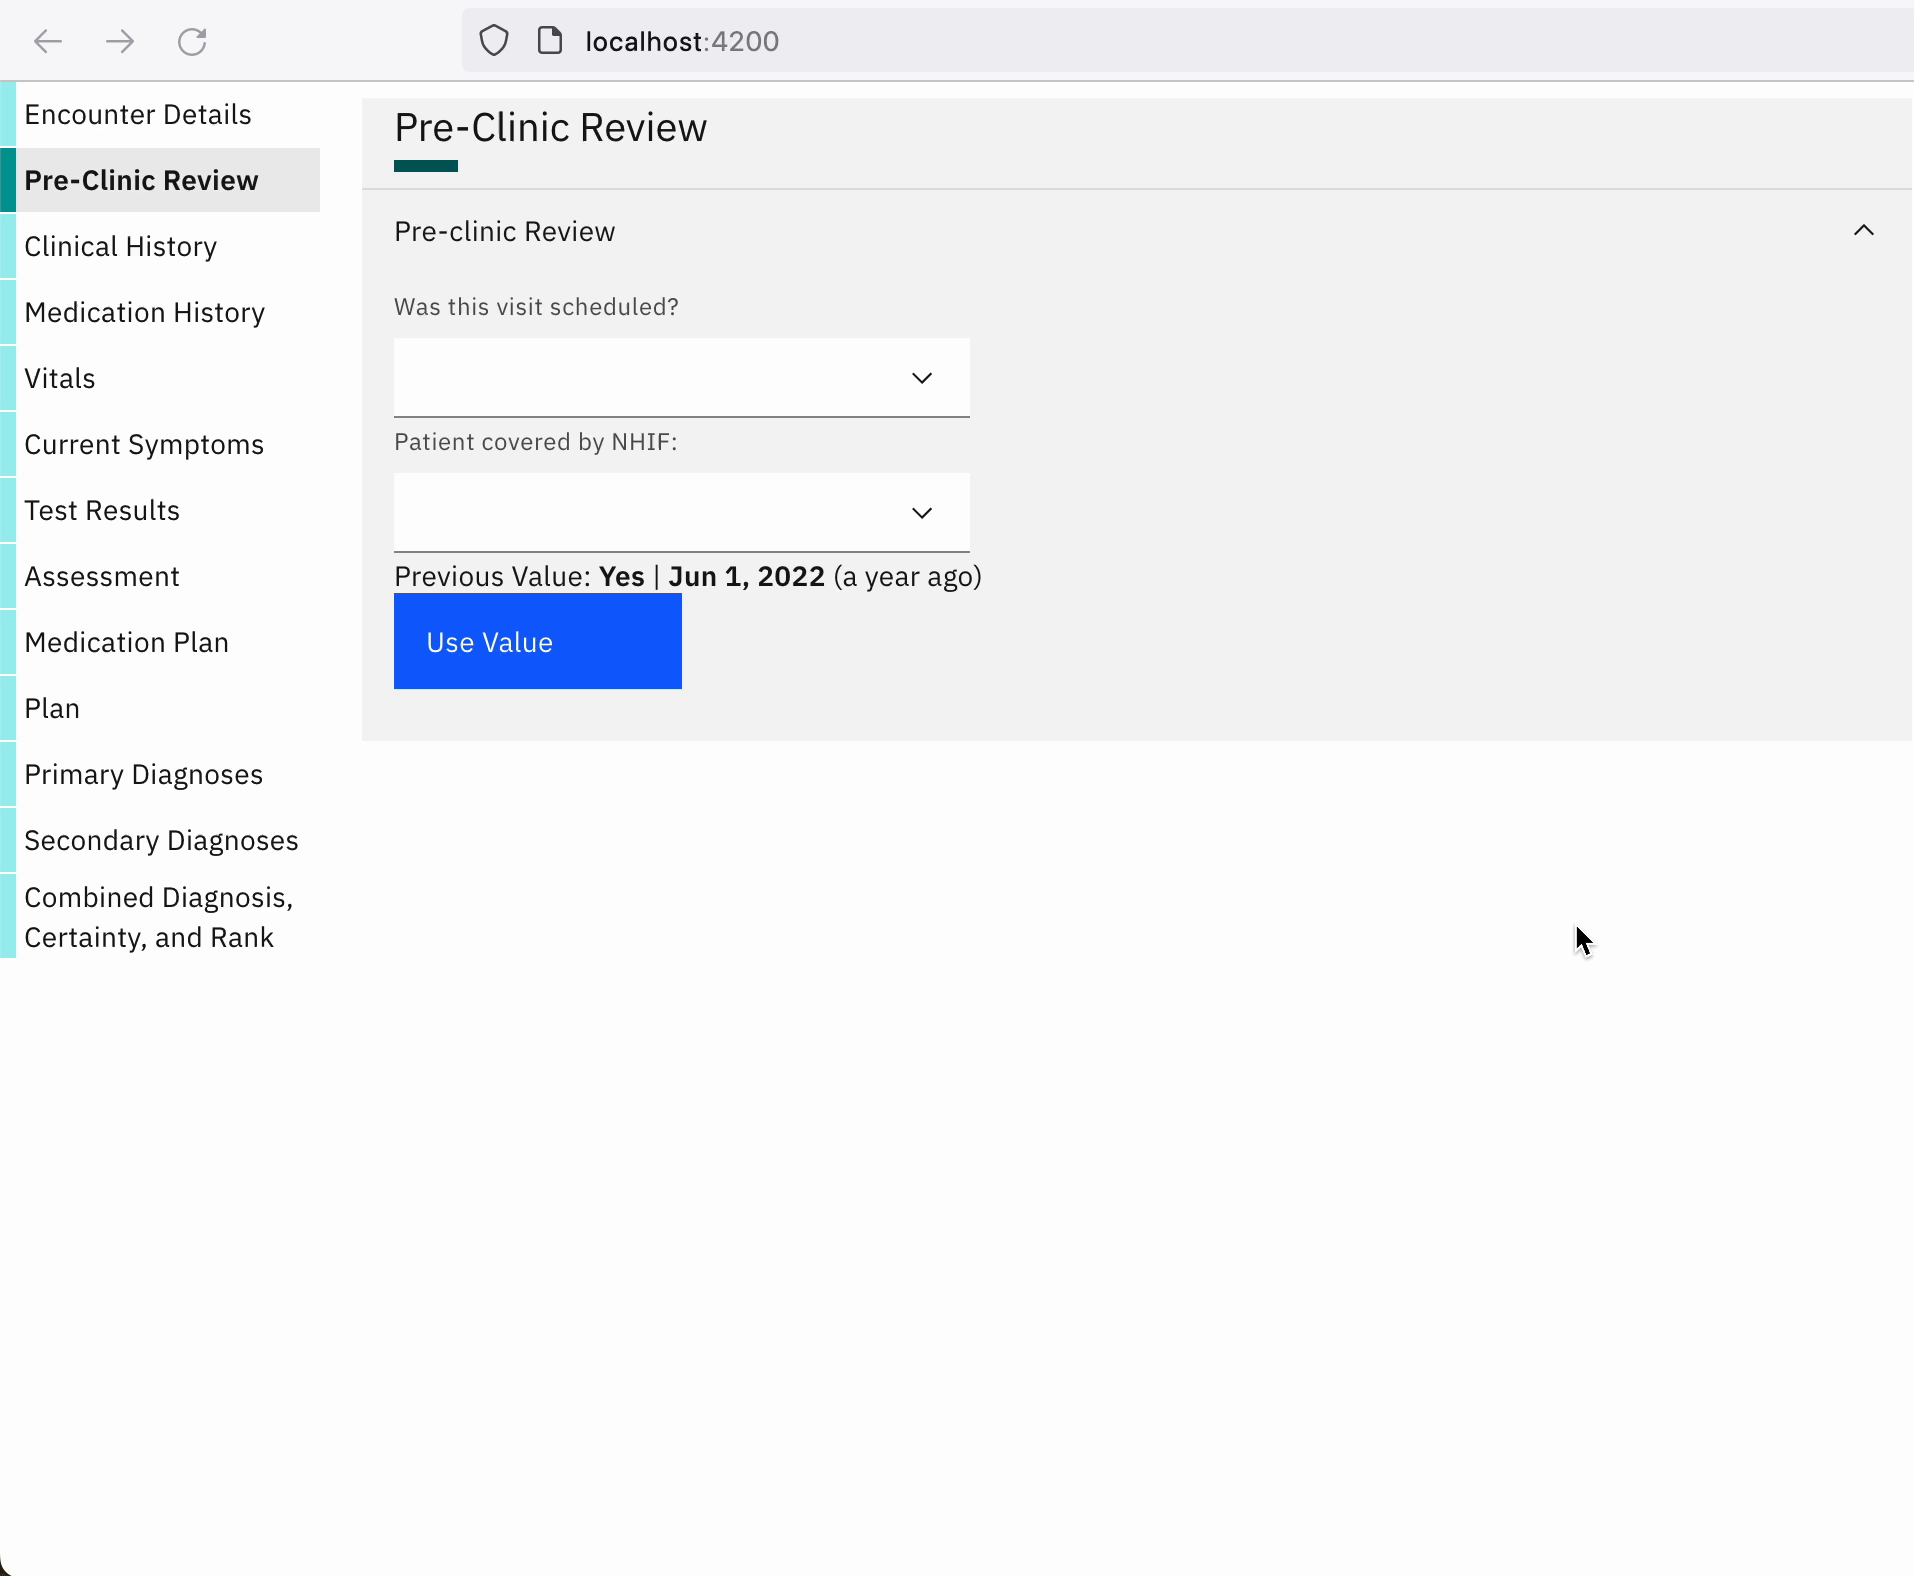 localhost:4200
Encounter Details
Pre-Clinic Review
Clinical History
Medication History
Vitals
Current Symptoms
Test Results
Assessment
Medication Plan
Plan
Primary Diagnoses
Secondary Diagnoses
Combined Diagnosis,
Certainty, and Rank
Pre-Clinic Review
Pre-clinic Review
Was this visit scheduled?
Patient covered by NHIF:
Previous Value: Yes | Jun 1, 2022 (a year ago)
Use Value